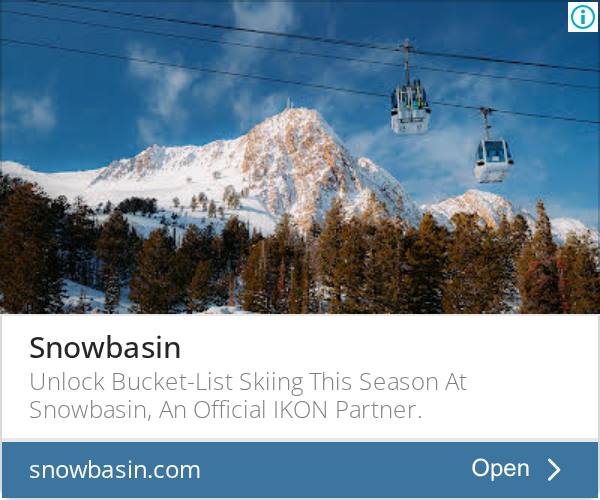 Snowbasin
Unlock Bucket-List Skiing This Season At
Snowbasin, An Official IKON Partner.
snowbasin.com
Open